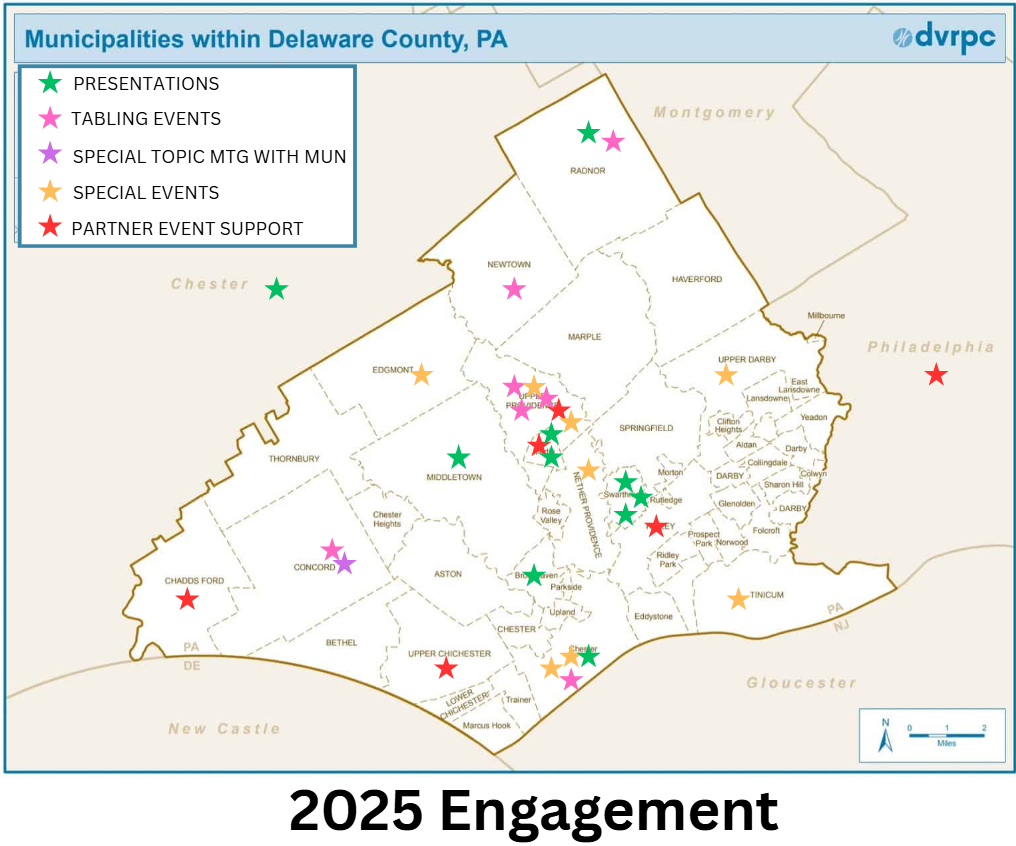 Municipalities within Delaware County, PA
dvrpc
PRESENTATIONS
TABLING EVENTS
SPECIAL TOPIC MTG WITH MUN
SPECIAL EVENTS
PARTNER EVENT SUPPORT
Montgomery
RADNOR
NEWTOWN
HAVERFORD
Chester
Millbourne
MARPLE
Philadelphia
UPPER DARBY
EDGMONT
East
Lansdowne
Lansdowne
UPPER
PROVIDENCE
Yeadon
Clifton
Heights
SPRINGFIELD
Aldan
Darby
THORNBURY
Collingdale
Morton
Colwyn
MIDDLETOWN
DARBY
Sharon Hill
NETHER PROVIDENCE
Rutledge
Glenolden
DARBY
Rose
Valley
Chester
Heights
Folcroft
Prospect
Park
Norwood
Ridley
Park
CONCORD
ASTON
CHADDS FORD
Parkside
TINICUM
Upland
Eddystone
PA
NJ
CHESTER
BETHEL
PA
DE
UPPER CHICHESTER
Chester
Gloucester
LOWER
CHICHESTER
Trainer
Marcus Hook
New Castle
N
0 1 2
Miles
2025 Engagement